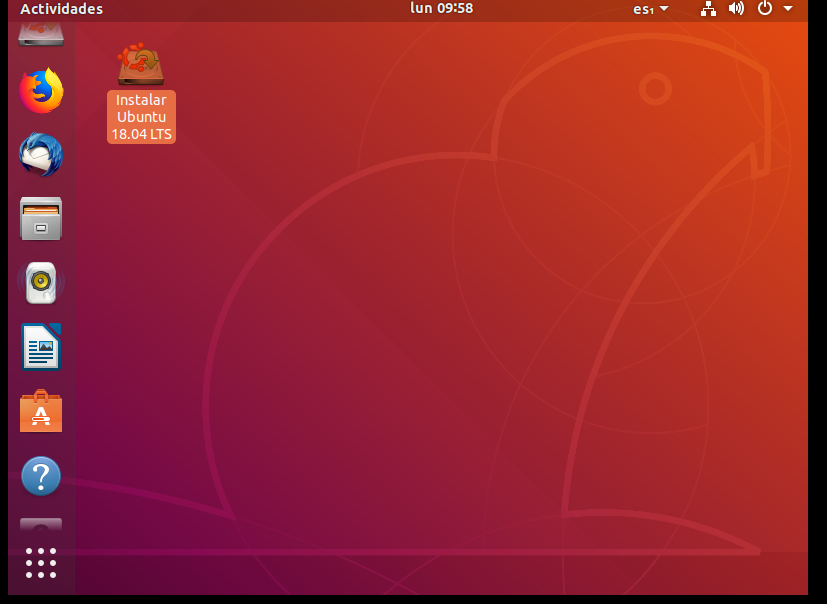 Actividades
lun 09:58
es₁
Instalar
Ubuntu
18.04 LTS